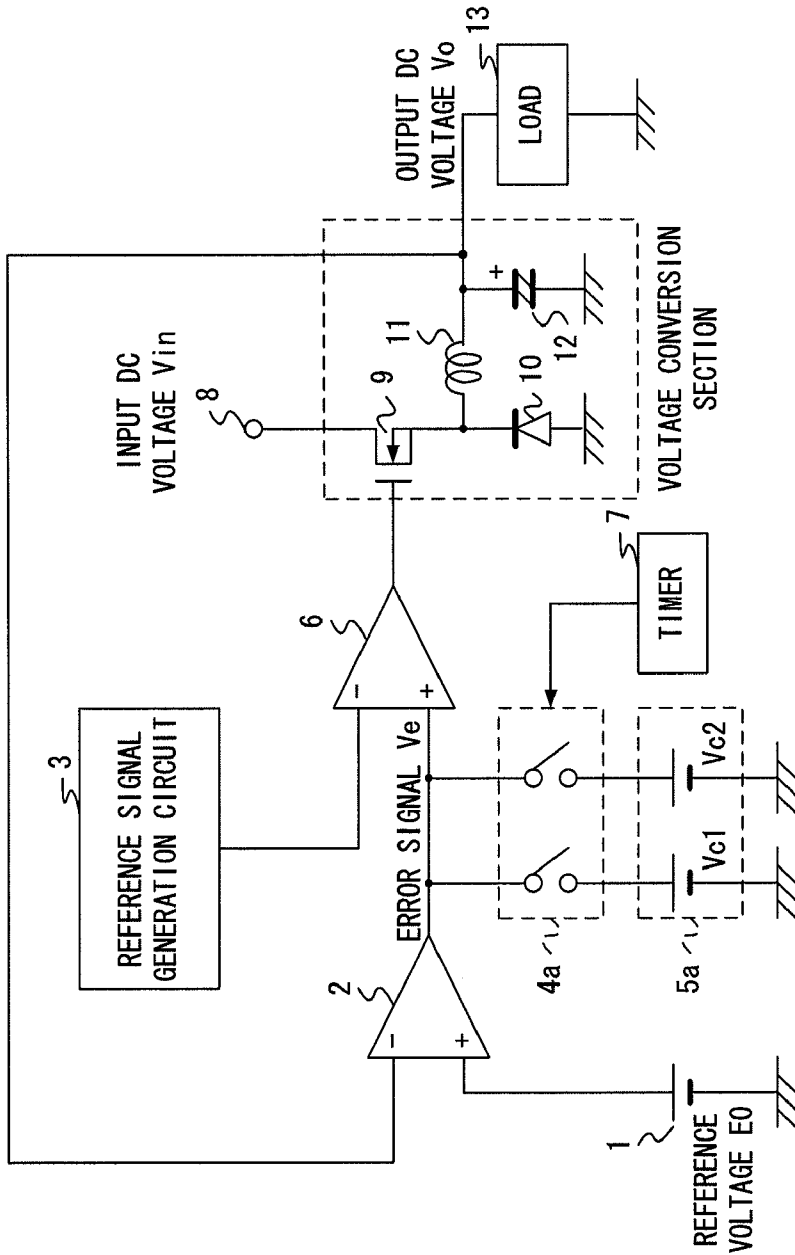 INPUT DC
VOLTAGE Vin
8
OUTPUT DC
VOLTAGE Vo
13
LOAD
3
REFERENCE SIGNAL
GENERATION CIRCUIT
6
−
+
9
11
+
10
12
VOLTAGE CONVERSION
SECTION
2
−
+
ERROR SIGNAL Ve
7
TIMER
4a
Vc1
Vc2
5a
1
REFERENCE
VOLTAGE E0